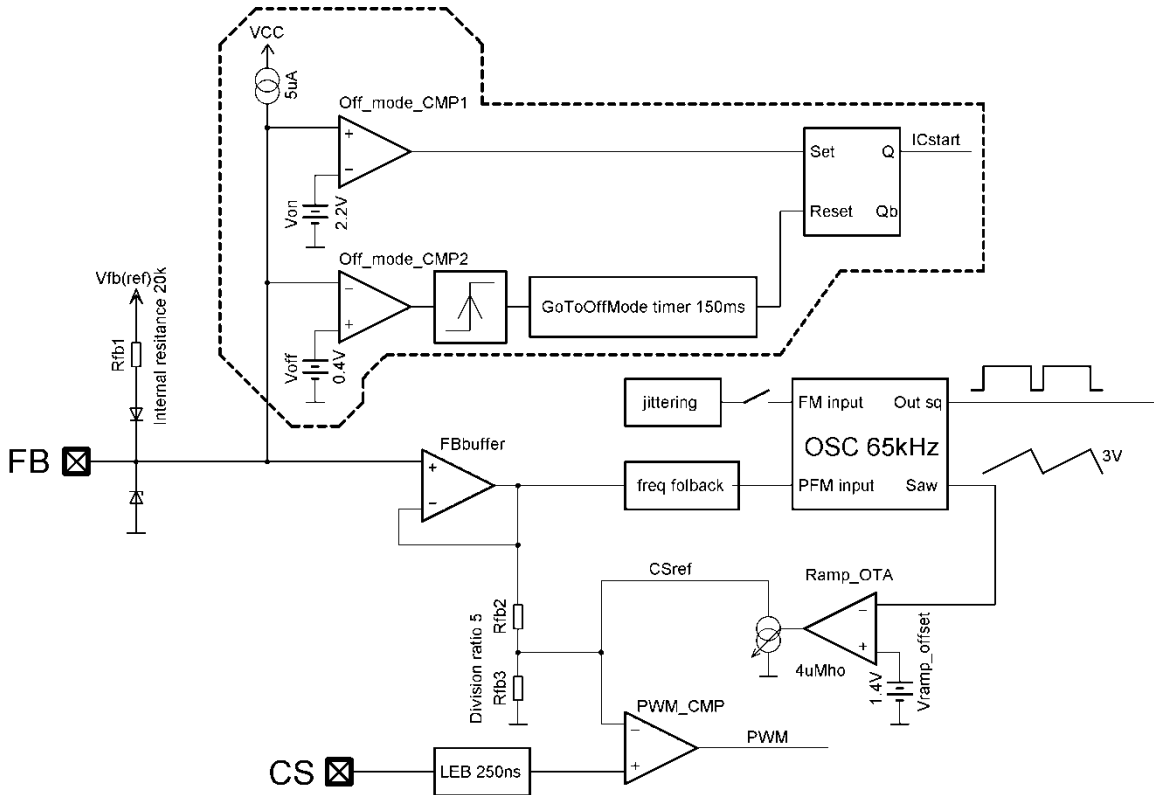 VCC
5uA
Off_mode_CMP1
+
−
Von
2.2V
Set
Q
ICstart
Reset
Qb
Off_mode_CMP2
−
+
Voff
0.4V
GoToOffMode timer 150ms
Vfb(ref)
Rfb1
Internal resitance 20k
jittering
FM input
Out sq
OSC 65kHz
PFM input
Saw
3V
FB
FBbuffer
+
−
freq folback
CSref
Ramp_OTA
−
+
4uMho
1.4V
Vramp_offset
Division ratio 5
Rfb2
Rfb3
PWM_CMP
−
+
PWM
CS
LEB 250ns